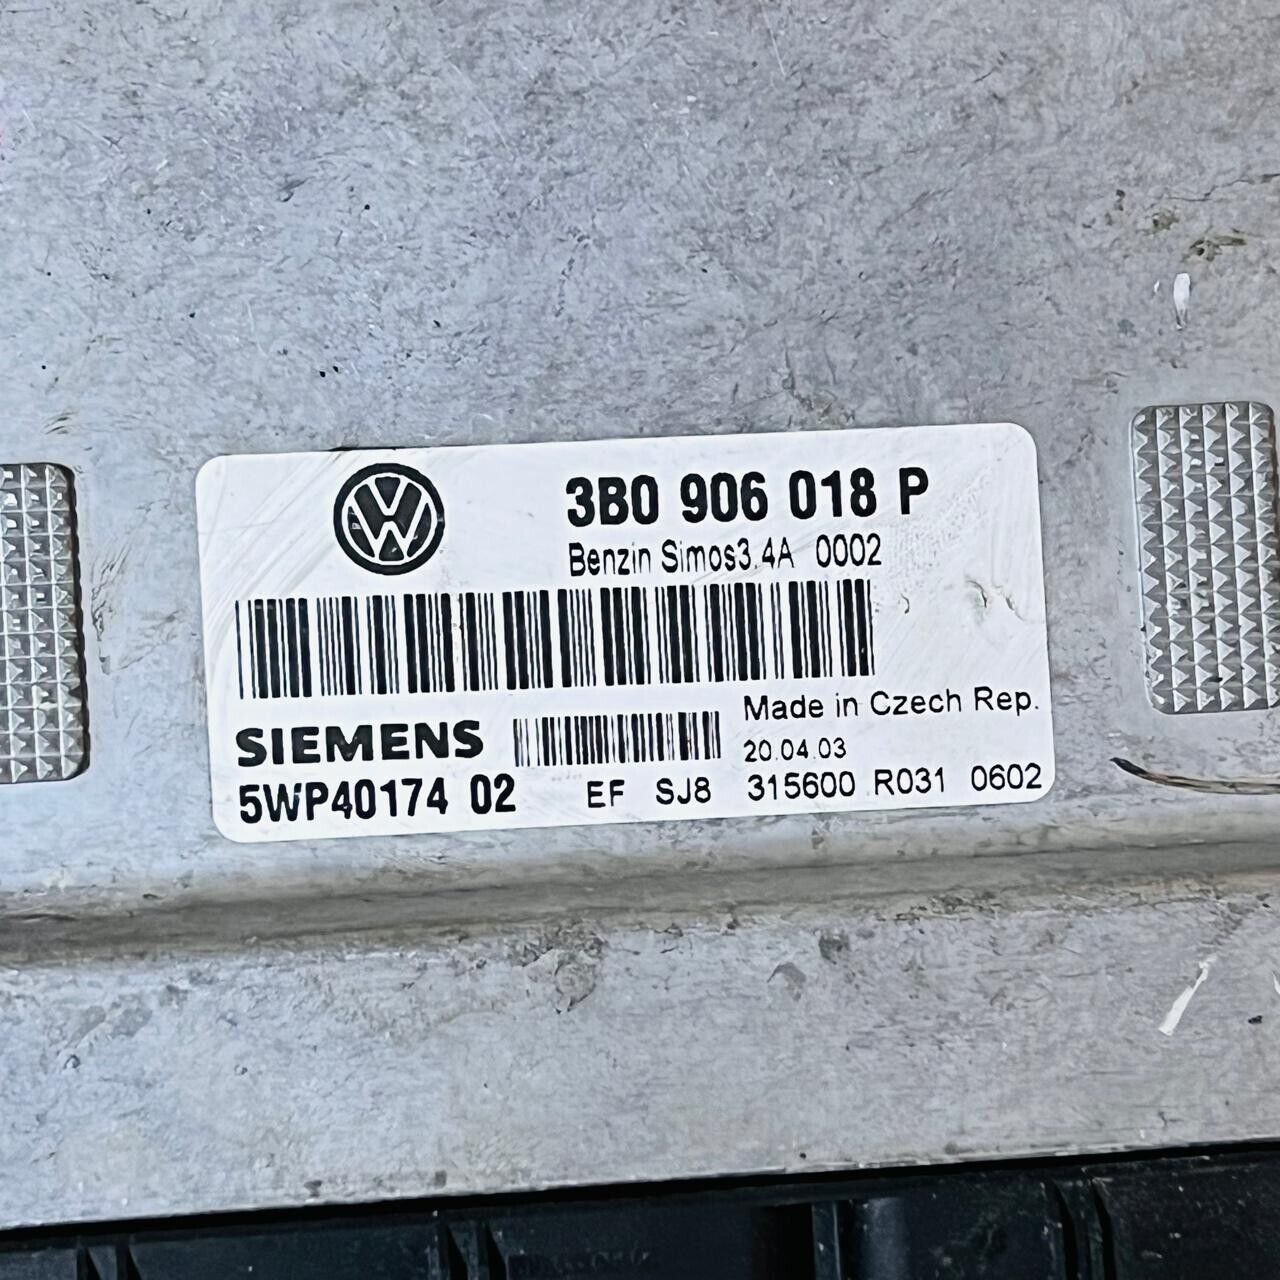 3B0 906 018 P
Benzin Simos3.4A 0002
SIEMENS
Made in Czech Rep.
20.04.03
5WP40174 02 EF SJ8 315600 R031 0602